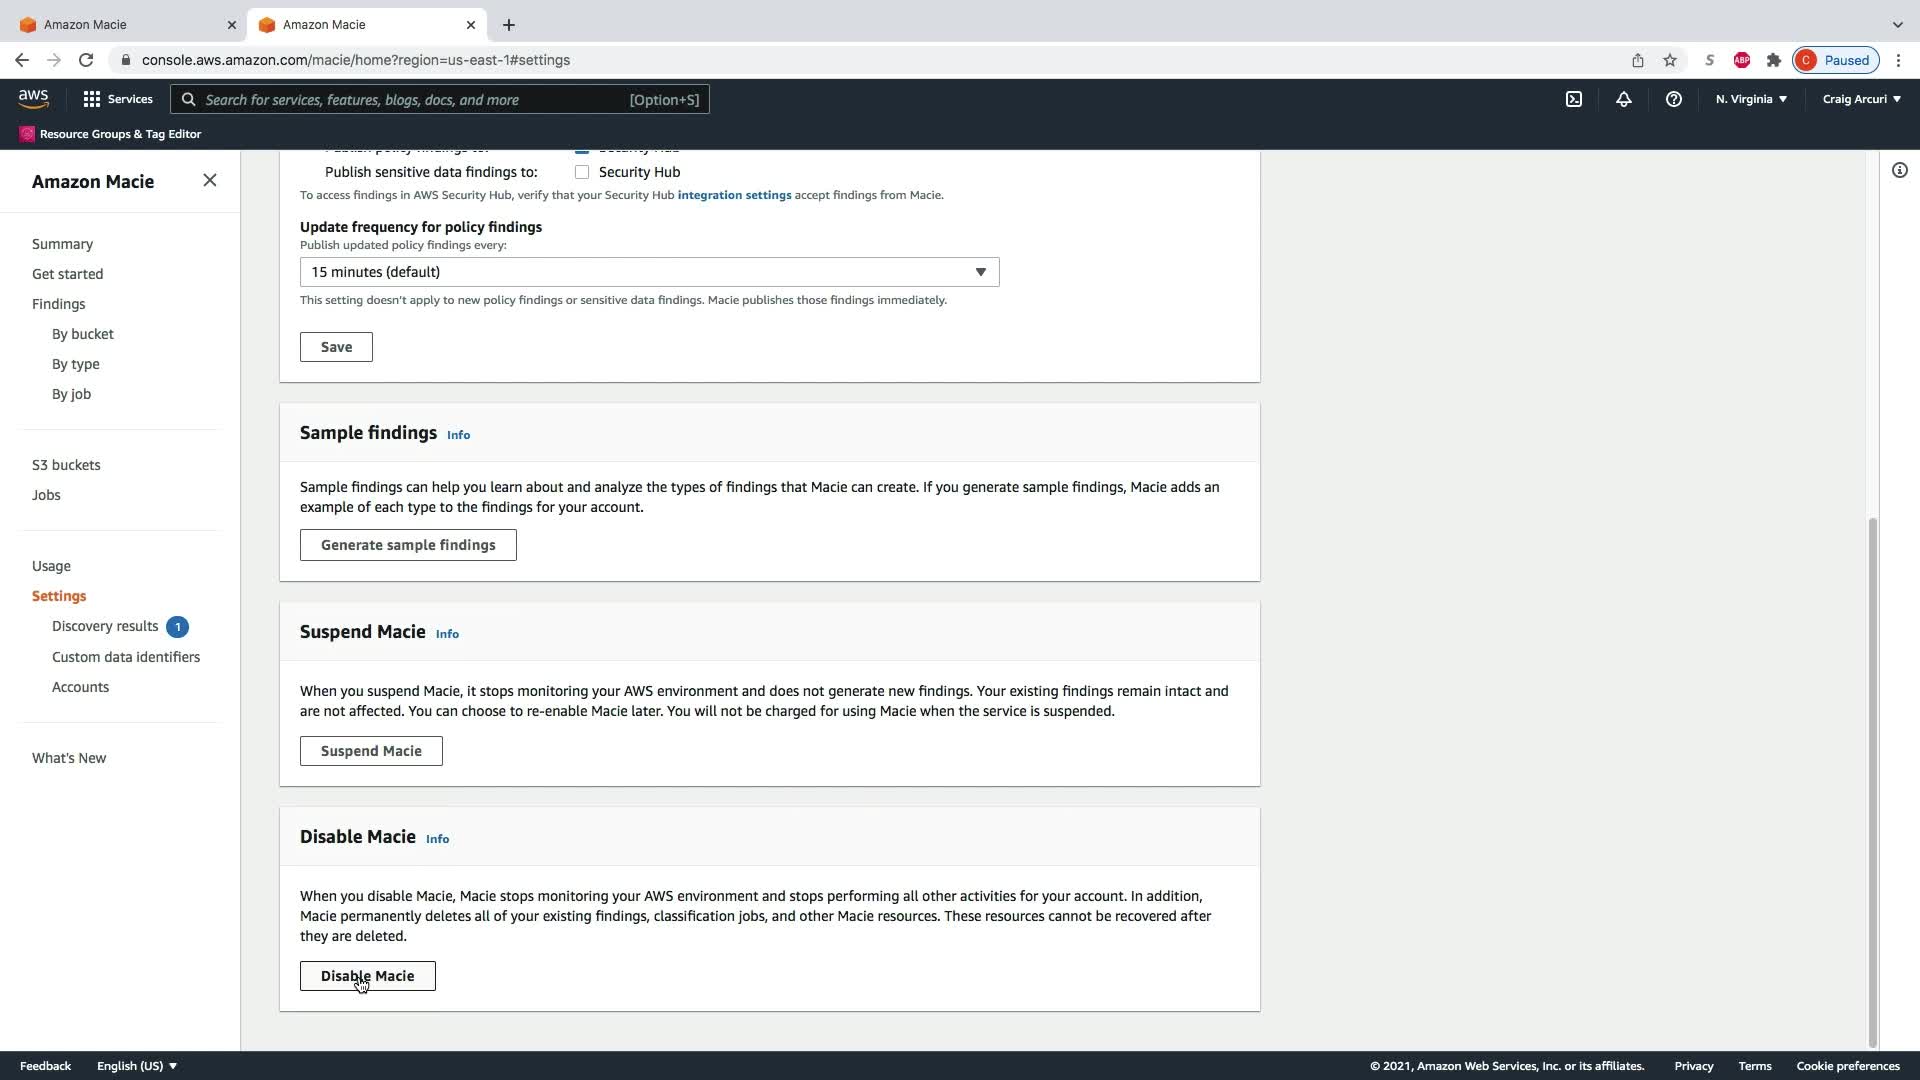 Amazon Macie
Amazon Macie
console.aws.amazon.com/macie/home?region=us-east-1#settings
S
ABP
C
Paused
aws
Services
Search for services, features, blogs, docs, and more
[Option+S]
N. Virginia
Craig Arcuri
Resource Groups & Tag Editor
Amazon Macie
Summary
Get started
Findings
By bucket
By type
By job
S3 buckets
Jobs
Usage
Settings
Discovery results 1
Custom data identifiers
Accounts
What's New
Publish sensitive data findings to: Security Hub
To access findings in AWS Security Hub, verify that your Security Hub integration settings accept findings from Macie.
Update frequency for policy findings
Publish updated policy findings every:
15 minutes (default)
This setting doesn't apply to new policy findings or sensitive data findings. Macie publishes those findings immediately.
Save
Sample findings Info
Sample findings can help you learn about and analyze the types of findings that Macie can create. If you generate sample findings, Macie adds an
example of each type to the findings for your account.
Generate sample findings
Suspend Macie Info
When you suspend Macie, it stops monitoring your AWS environment and does not generate new findings. Your existing findings remain intact and
are not affected. You can choose to re-enable Macie later. You will not be charged for using Macie when the service is suspended.
Suspend Macie
Disable Macie Info
When you disable Macie, Macie stops monitoring your AWS environment and stops performing all other activities for your account. In addition,
Macie permanently deletes all of your existing findings, classification jobs, and other Macie resources. These resources cannot be recovered after
they are deleted.
Disable Macie
Feedback
English (US)
© 2021, Amazon Web Services, Inc. or its affiliates.
Privacy
Terms
Cookie preferences